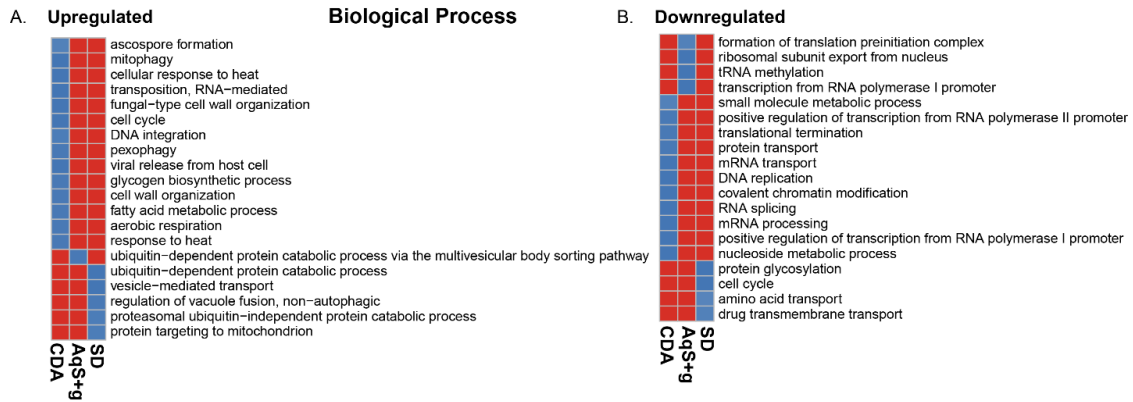 A. Upregulated
Biological Process
B. Downregulated
ascospore formation
mitophagy
cellular response to heat
transposition, RNA−mediated
fungal−type cell wall organization
cell cycle
DNA integration
pexophagy
viral release from host cell
glycogen biosynthetic process
cell wall organization
fatty acid metabolic process
aerobic respiration
response to heat
ubiquitin−dependent protein catabolic process via the multivesicular body sorting pathway
ubiquitin−dependent protein catabolic process
vesicle−mediated transport
regulation of vacuole fusion, non−autophagic
proteasomal ubiquitin−independent protein catabolic process
protein targeting to mitochondrion
CDA
AqS+g
SD
formation of translation preinitiation complex
ribosomal subunit export from nucleus
tRNA methylation
transcription from RNA polymerase I promoter
small molecule metabolic process
positive regulation of transcription from RNA polymerase II promoter
translational termination
protein transport
mRNA transport
DNA replication
covalent chromatin modification
RNA splicing
mRNA processing
positive regulation of transcription from RNA polymerase I promoter
nucleoside metabolic process
protein glycosylation
cell cycle
amino acid transport
drug transmembrane transport
CDA
AqS+g
SD